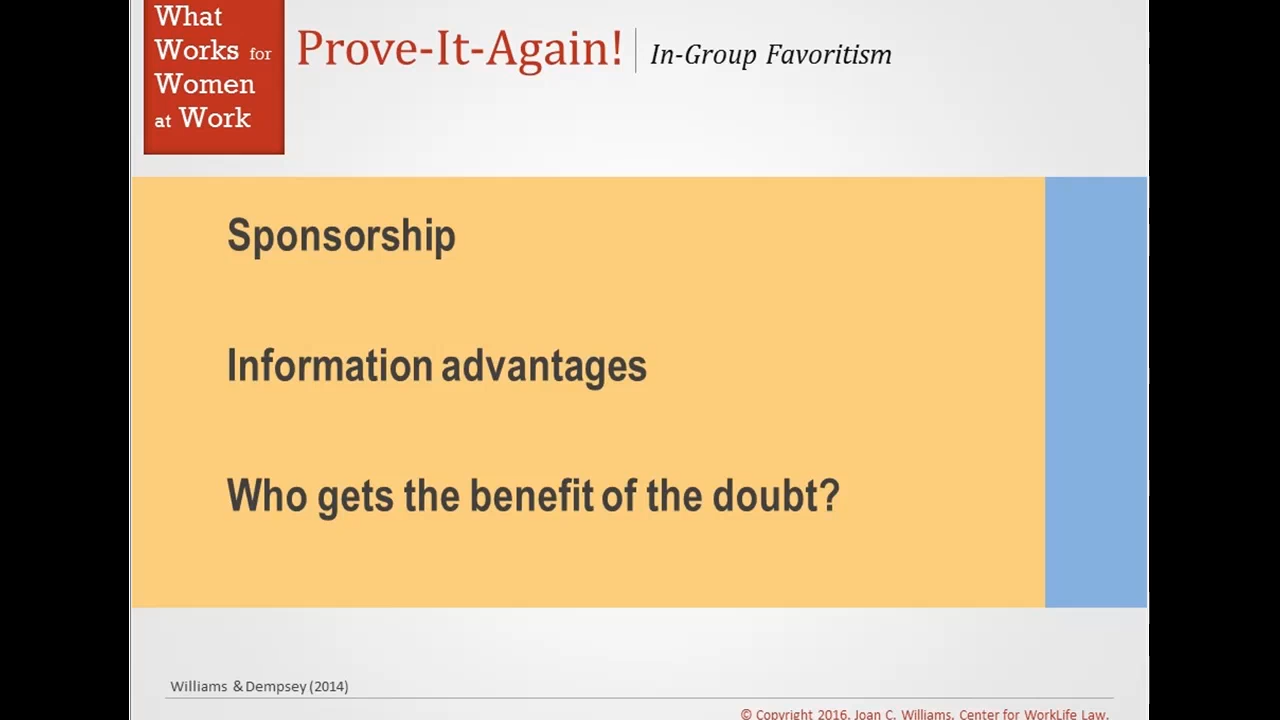 What
Works for
Women
at Work
Prove-It-Again! In-Group Favoritism
Sponsorship
Information advantages
Who gets the benefit of the doubt?
Williams & Dempsey (2014)
© Copyright 2016. Joan C. Williams. Center for WorkLife Law.